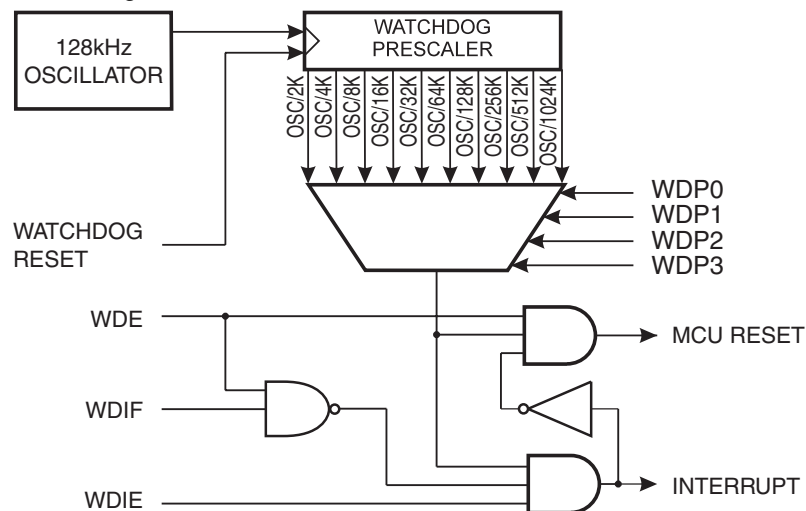 128kHz
OSCILLATOR
WATCHDOG
PRESCALER
OSC/2K
OSC/4K
OSC/8K
OSC/16K
OSC/32K
OSC/64K
OSC/128K
OSC/256K
OSC/512K
OSC/1024K
WDP0
WDP1
WDP2
WDP3
WATCHDOG
RESET
WDE
MCU RESET
WDIF
INTERRUPT
WDIE